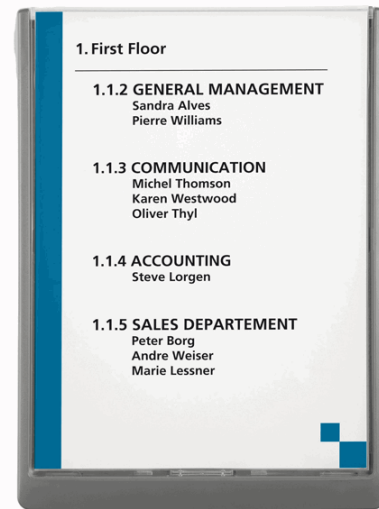 1. First Floor
1.1.2 GENERAL MANAGEMENT
Sandra Alves
Pierre Williams
1.1.3 COMMUNICATION
Michel Thomson
Karen Westwood
Oliver Thyl
1.1.4 ACCOUNTING
Steve Lorgen
1.1.5 SALES DEPARTEMENT
Peter Borg
Andre Weiser
Marie Lessner